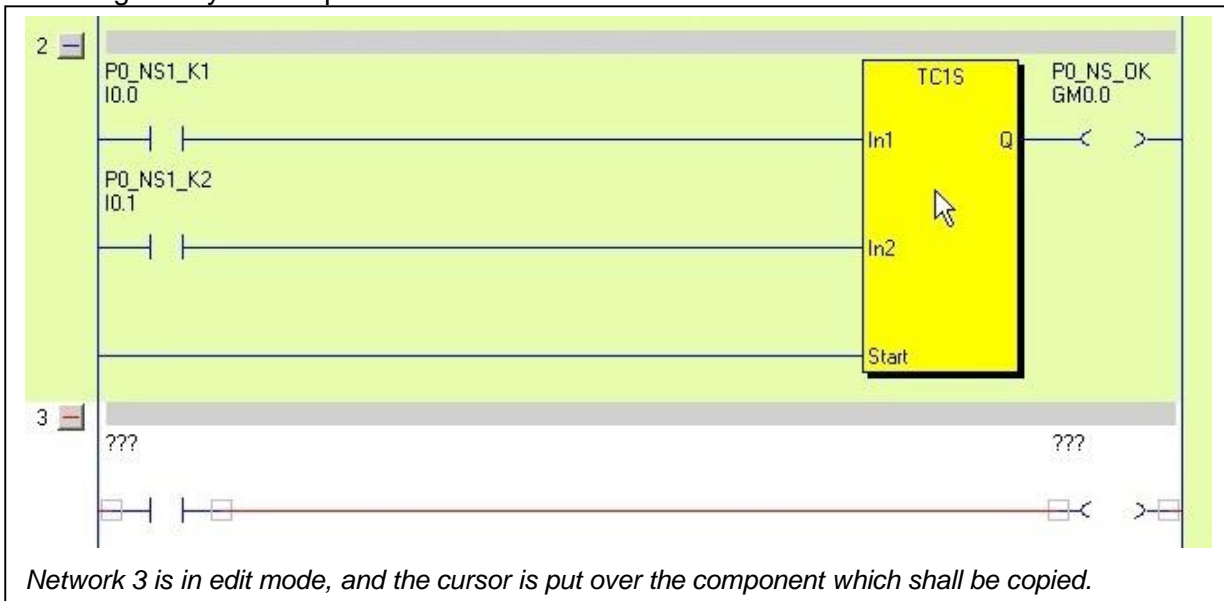 2
P0_NS1_K1
I0.0
TC1S
P0_NS_OK
GM0.0
In1
Q
P0_NS1_K2
I0.1
In2
Start
3
???
???
Network 3 is in edit mode, and the cursor is put over the component which shall be copied.